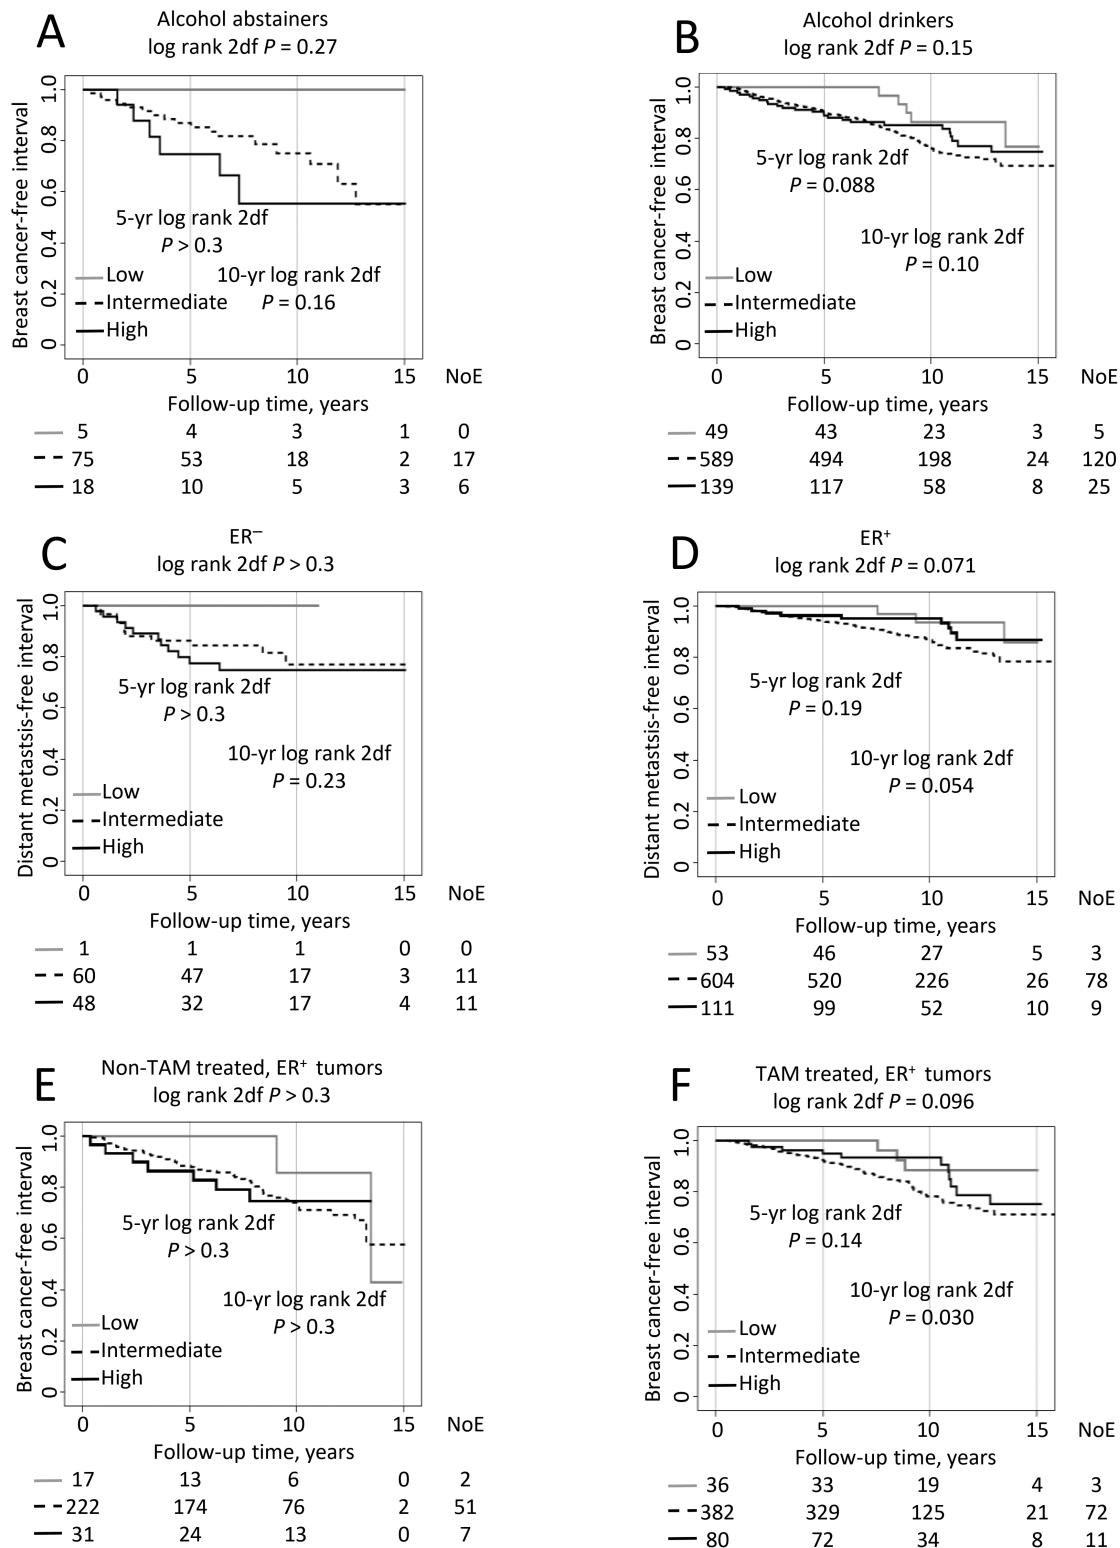 A
Alcohol abstainers
log rank 2df P = 0.27
Breast cancer-free interval
1.0
0.8
0.6
0.4
0.2
0
5-yr log rank 2df
P > 0.3
10-yr log rank 2df
P = 0.16
Low
Intermediate
High
0 5 10 15 NoE
Follow-up time, years
5 4 3 1 0
75 53 18 2 17
18 10 5 3 6
B
Alcohol drinkers
log rank 2df P = 0.15
Breast cancer-free interval
1.0
0.8
0.6
0.4
0.2
0
5-yr log rank 2df
P = 0.088
10-yr log rank 2df
P = 0.10
Low
Intermediate
High
0 5 10 15 NoE
Follow-up time, years
49 43 23 3 5
589 494 198 24 120
139 117 58 8 25
C
ER⁻
log rank 2df P > 0.3
Distant metastsis-free interval
1.0
0.8
0.6
0.4
0.2
0
5-yr log rank 2df
P > 0.3
10-yr log rank 2df
P = 0.23
Low
Intermediate
High
0 5 10 15 NoE
Follow-up time, years
1 1 1 0 0
60 47 17 3 11
48 32 17 4 11
D
ER⁺
log rank 2df P = 0.071
Distant metastsis-free interval
1.0
0.8
0.6
0.4
0.2
0
5-yr log rank 2df
P = 0.19
10-yr log rank 2df
P = 0.054
Low
Intermediate
High
0 5 10 15 NoE
Follow-up time, years
53 46 27 5 3
604 520 226 26 78
111 99 52 10 9
E
Non-TAM treated, ER⁺ tumors
log rank 2df P > 0.3
Breast cancer-free interval
1.0
0.8
0.6
0.4
0.2
0
5-yr log rank 2df
P > 0.3
10-yr log rank 2df
P > 0.3
Low
Intermediate
High
0 5 10 15 NoE
Follow-up time, years
17 13 6 0 2
222 174 76 2 51
31 24 13 0 7
F
TAM treated, ER⁺ tumors
log rank 2df P = 0.096
Breast cancer-free interval
1.0
0.8
0.6
0.4
0.2
0
5-yr log rank 2df
P = 0.14
10-yr log rank 2df
P = 0.030
Low
Intermediate
High
0 5 10 15 NoE
Follow-up time, years
36 33 19 4 3
382 329 125 21 72
80 72 34 8 11